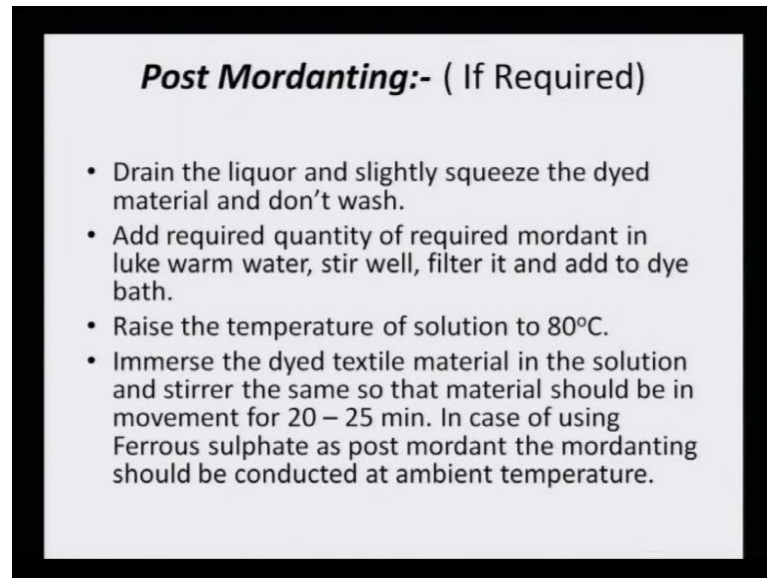 Post Mordanting:- ( If Required)
• Drain the liquor and slightly squeeze the dyed
material and don’t wash.
• Add required quantity of required mordant in
luke warm water, stir well, filter it and add to dye
bath.
• Raise the temperature of solution to 80⁰C.
• Immerse the dyed textile material in the solution
and stirrer the same so that material should be in
movement for 20 – 25 min. In case of using
Ferrous sulphate as post mordant the mordanting
should be conducted at ambient temperature.